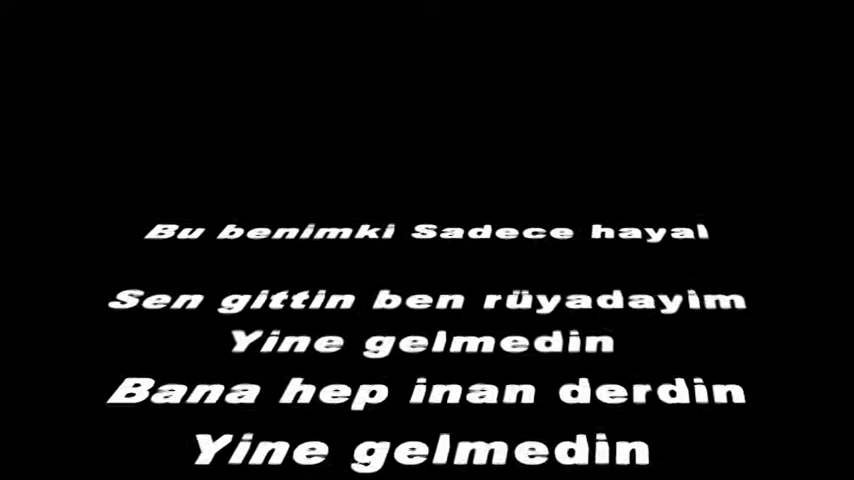 Bu benimki Sadece hayal
Sen gittin ben rüyadayim
Yine gelmedin
Bana hep inan derdin
Yine gelmedin